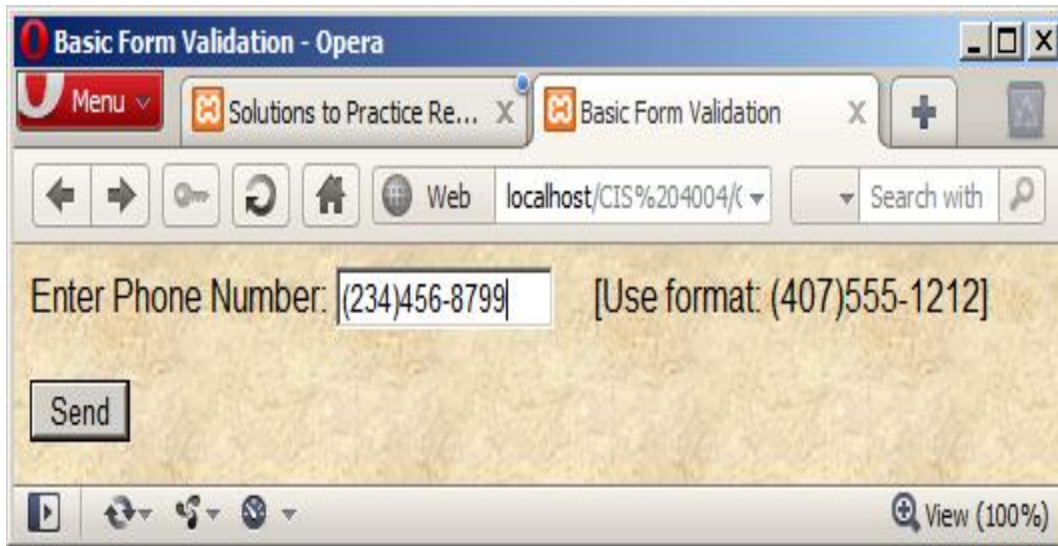 Basic Form Validation - Opera
Menu
Solutions to Practice Re... X
Basic Form Validation X
Web localhost/CIS%204004/( Search with
Enter Phone Number: (234)456-8799 [Use format: (407)555-1212]
Send
View (100%)